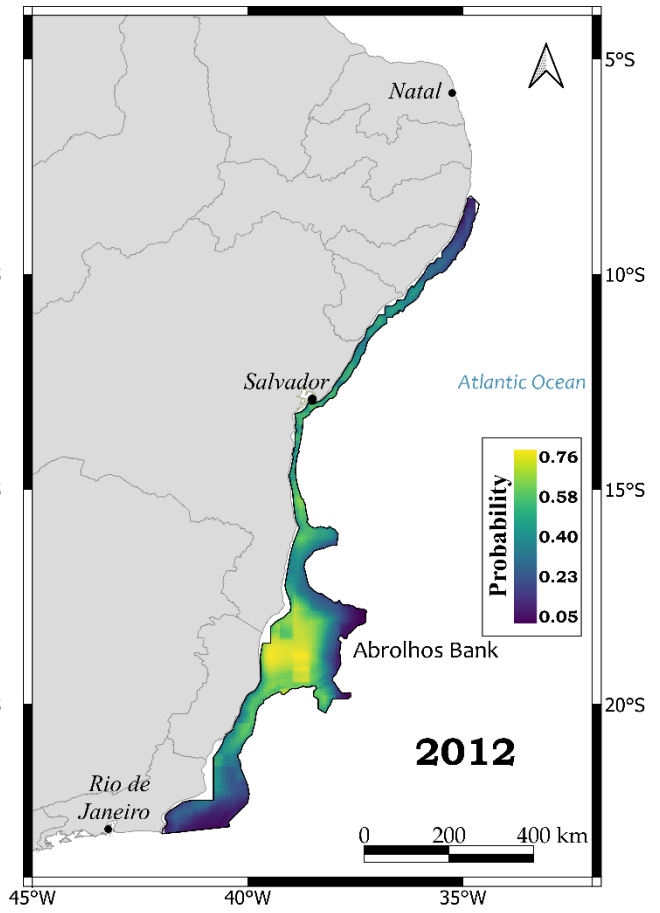 5°S
Natal
10°S
Salvador
Atlantic Ocean
Probability
0.76
0.58
0.40
0.23
0.05
15°S
Abrolhos Bank
20°S
2012
Rio de
Janeiro
0 200 400 km
45°W 40°W 35°W